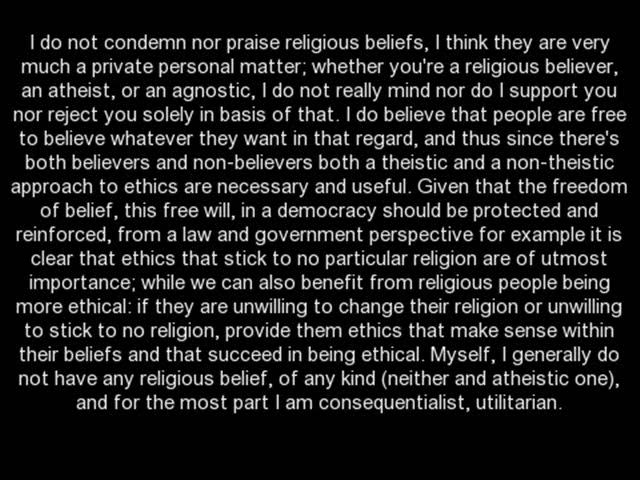 I do not condemn nor praise religious beliefs, I think they are very
much a private personal matter; whether you're a religious believer,
an atheist, or an agnostic, I do not really mind nor do I support you
nor reject you solely in basis of that. I do believe that people are free
to believe whatever they want in that regard, and thus since there's
both believers and non-believers both a theistic and a non-theistic
approach to ethics are necessary and useful. Given that the freedom
of belief, this free will, in a democracy should be protected and
reinforced, from a law and government perspective for example it is
clear that ethics that stick to no particular religion are of utmost
importance; while we can also benefit from religious people being
more ethical: if they are unwilling to change their religion or unwilling
to stick to no religion, provide them ethics that make sense within
their beliefs and that succeed in being ethical. Myself, I generally do
not have any religious belief, of any kind (neither and atheistic one),
and for the most part I am consequentialist, utilitarian.